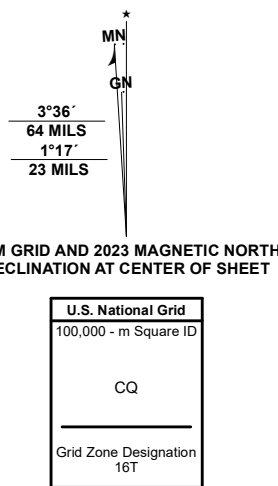 ★
MN
GN
3°36´
64 MILS
1°17´
23 MILS
M GRID AND 2023 MAGNETIC NORTH
ECLINATION AT CENTER OF SHEET
U.S. National Grid
100,000 - m Square ID
CQ
Grid Zone Designation
16T